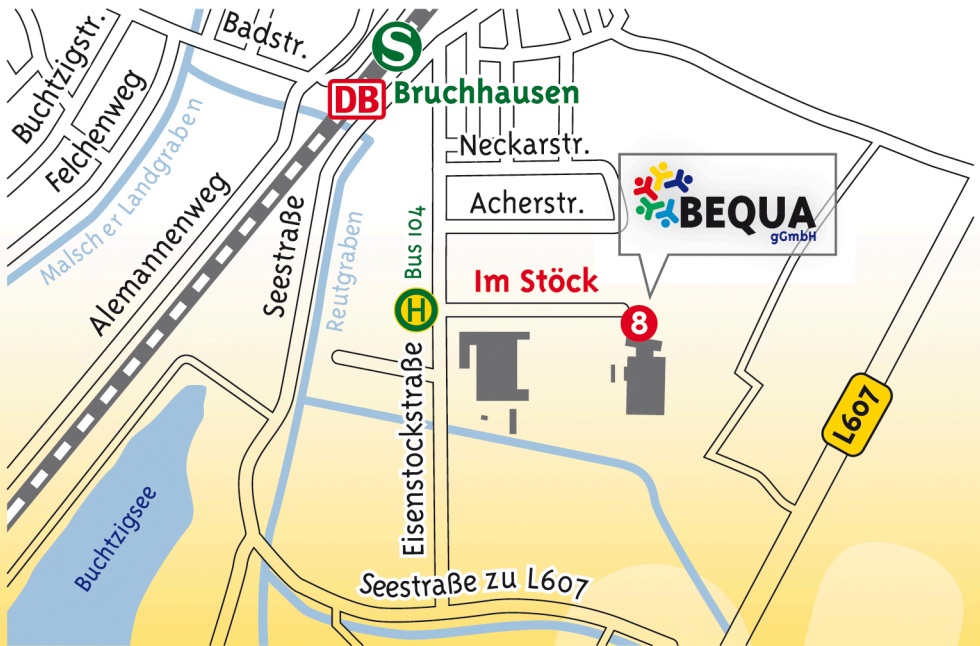 Buchtzigstr.
Felchenweg
Badstr.
S
DB Bruchhausen
Malscher Landgraben
Alemannenweg
Seestraße
Reutgraben
Bus 104
H
Neckarstr.
Acherstr.
BEQUA
gGmbH
Im Stöck
8
Eisenstockstraße
L607
Buchtzigsee
Seestraße zu L607